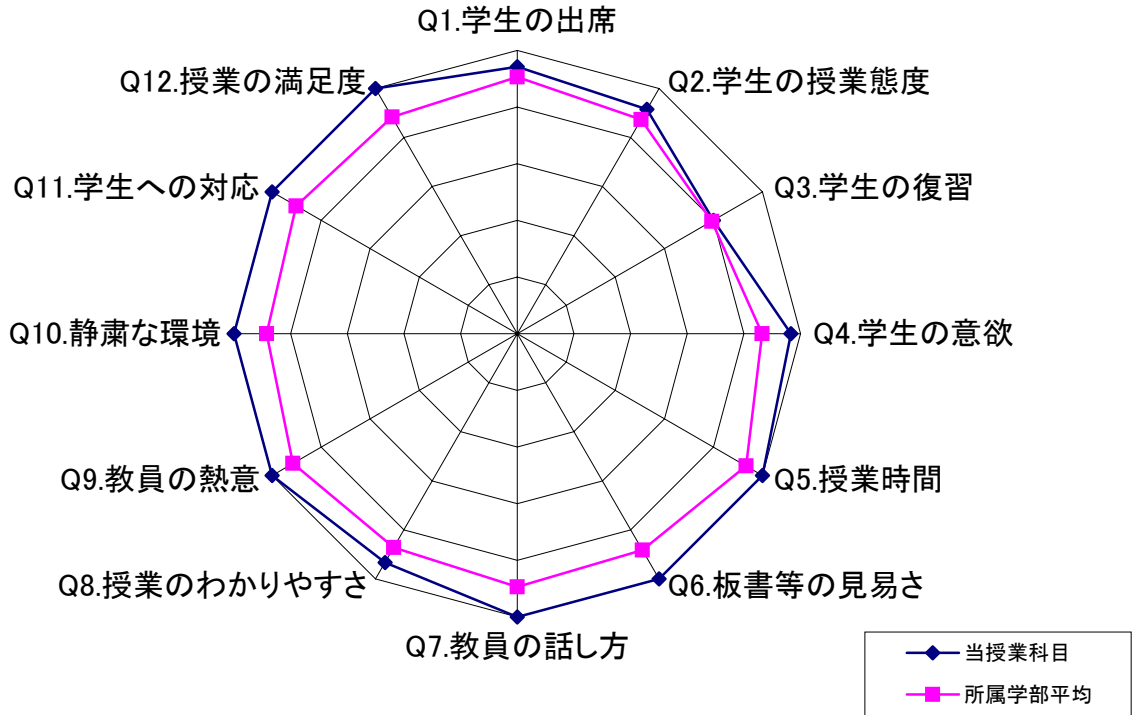 Q1.学生の出席
Q2.学生の授業態度
Q3.学生の復習
Q4.学生の意欲
Q5.授業時間
Q6.板書等の見易さ
Q7.教員の話し方
Q8.授業のわかりやすさ
Q9.教員の熱意
Q10.静粛な環境
Q11.学生への対応
Q12.授業の満足度
当授業科目
所属学部平均